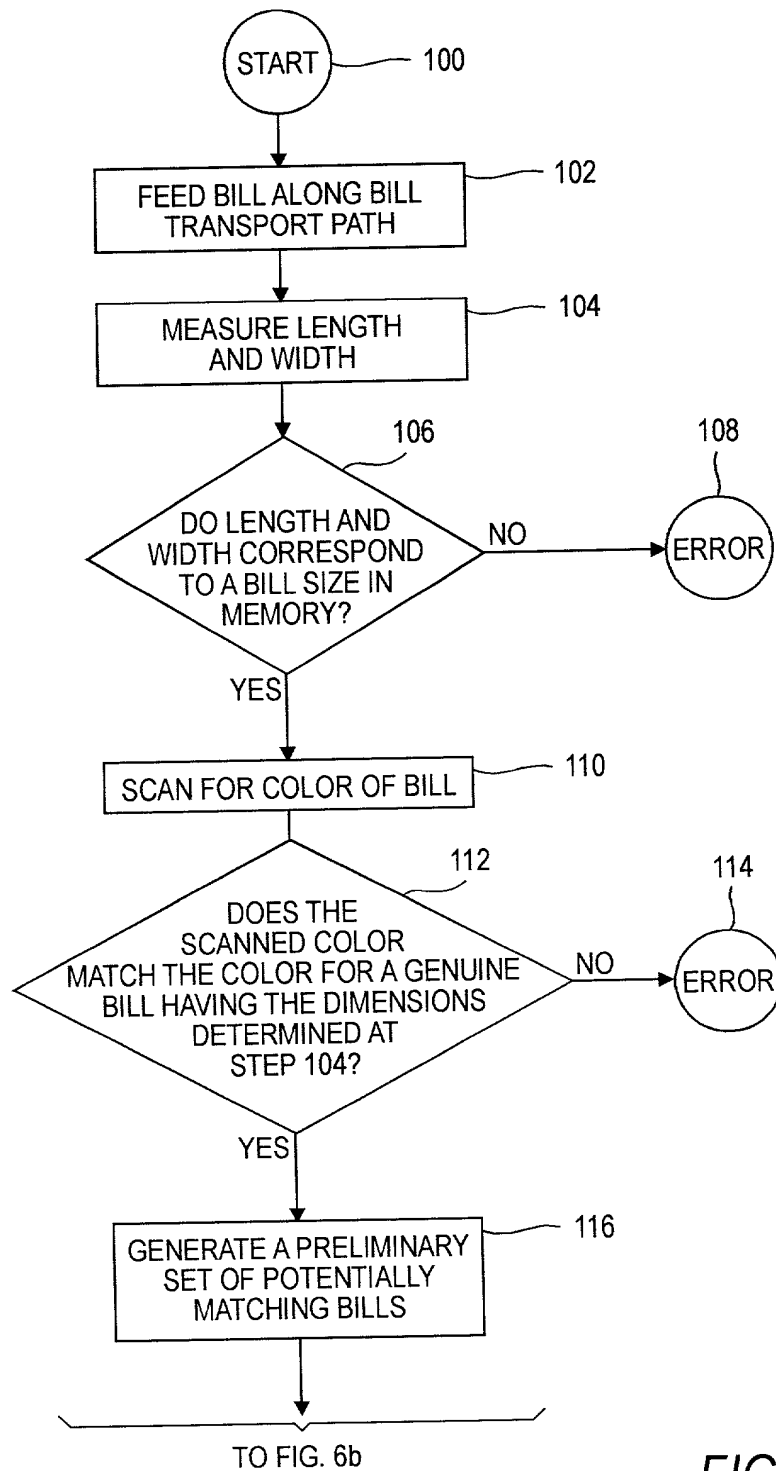 START
100
FEED BILL ALONG BILL
TRANSPORT PATH
102
MEASURE LENGTH
AND WIDTH
104
106
DO LENGTH AND
WIDTH CORRESPOND
TO A BILL SIZE IN
MEMORY?
NO
108
ERROR
YES
SCAN FOR COLOR OF BILL
110
112
DOES THE
SCANNED COLOR
MATCH THE COLOR FOR A GENUINE
BILL HAVING THE DIMENSIONS
DETERMINED AT
STEP 104?
NO
114
ERROR
YES
GENERATE A PRELIMINARY
SET OF POTENTIALLY
MATCHING BILLS
116
TO FIG. 6b
FIG